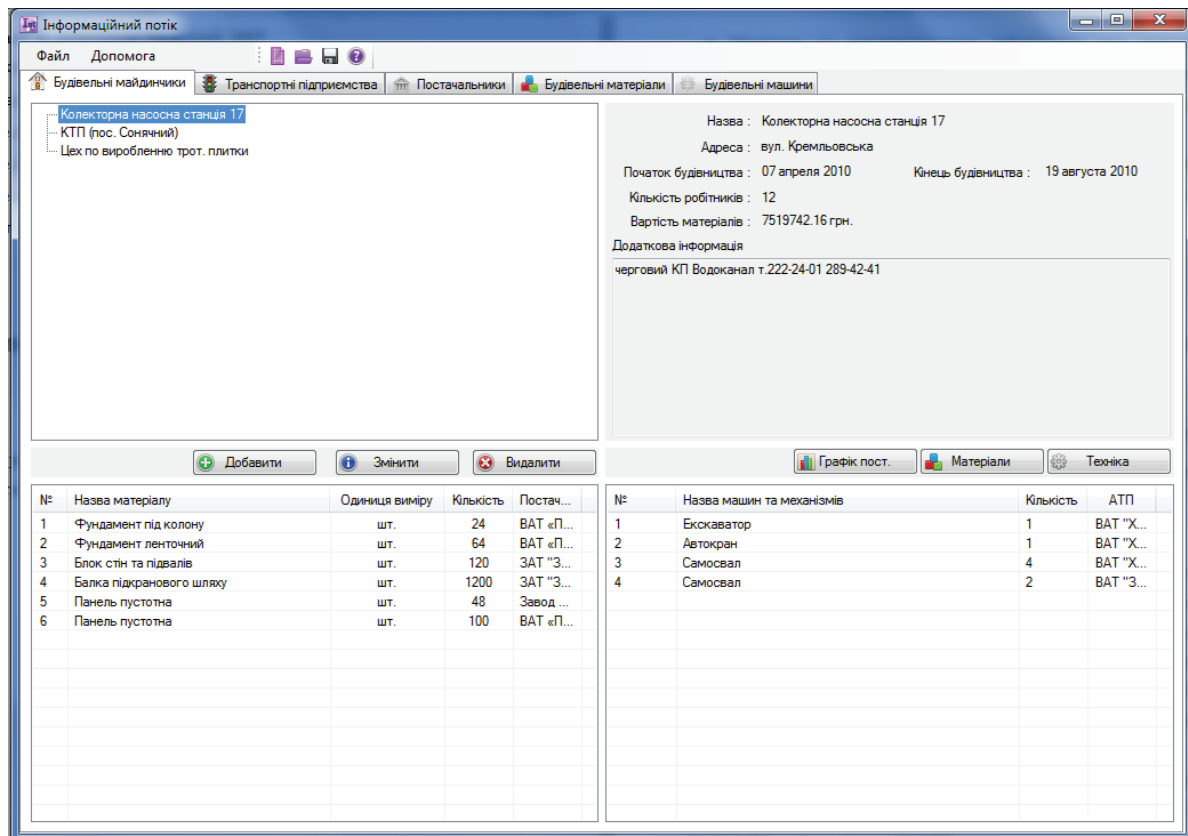 Інформаційний потік
Файл Допомога
Будівельні майдинчики Транспортні підприємства Постачальники Будівельні матеріали Будівельні машини
Колекторна насосна станція 17
КТП (пос. Сонячний)
Цех по виробленню трот. плитки
Назва : Колекторна насосна станція 17
Адреса : вул. Кремльовська
Початок будівництва : 07 апреля 2010 Кінець будівництва : 19 августа 2010
Кількість робітників : 12
Вартість матеріалів : 7519742.16 грн.
Додаткова інформація
черговий КП Водоканал т.222-24-01 289-42-41
Добавити Змінити Видалити
Графік пост. Матеріали Техніка
№ Назва матеріалу Одиниця виміру Кількість Постач...
1 Фундамент під колону шт. 24 ВАТ «П...
2 Фундамент ленточний шт. 64 ВАТ «П...
3 Блок стін та підвалів шт. 120 ЗАТ "З...
4 Балка підкранового шляху шт. 1200 ЗАТ "З...
5 Панель пустотна шт. 48 Завод ...
6 Панель пустотна шт. 100 ВАТ «П...
№ Назва машин та механізмів Кількість АТП
1 Екскаватор 1 ВАТ "Х...
2 Автокран 1 ВАТ "Х...
3 Самосвал 4 ВАТ "Х...
4 Самосвал 2 ВАТ "З...